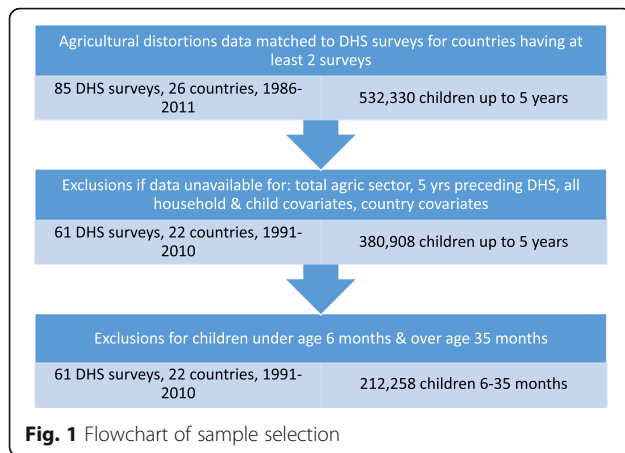 Agricultural distortions data matched to DHS surveys for countries having at
least 2 surveys
85 DHS surveys, 26 countries, 1986-
2011
532,330 children up to 5 years
Exclusions if data unavailable for: total agric sector, 5 yrs preceding DHS, all
household & child covariates, country covariates
61 DHS surveys, 22 countries, 1991-
2010
380,908 children up to 5 years
Exclusions for children under age 6 months & over age 35 months
61 DHS surveys, 22 countries, 1991-
2010
212,258 children 6-35 months
Fig. 1 Flowchart of sample selection